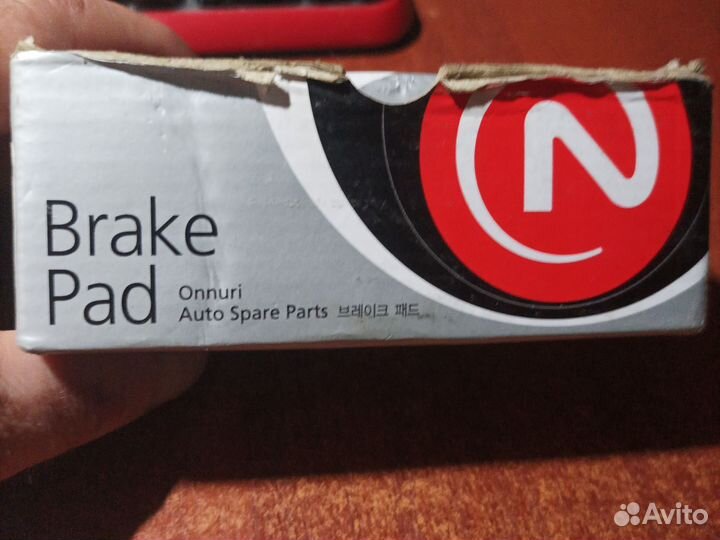 Brake
Pad
Onnuri
Auto Spare Parts 브레이크 패드
N
Avito